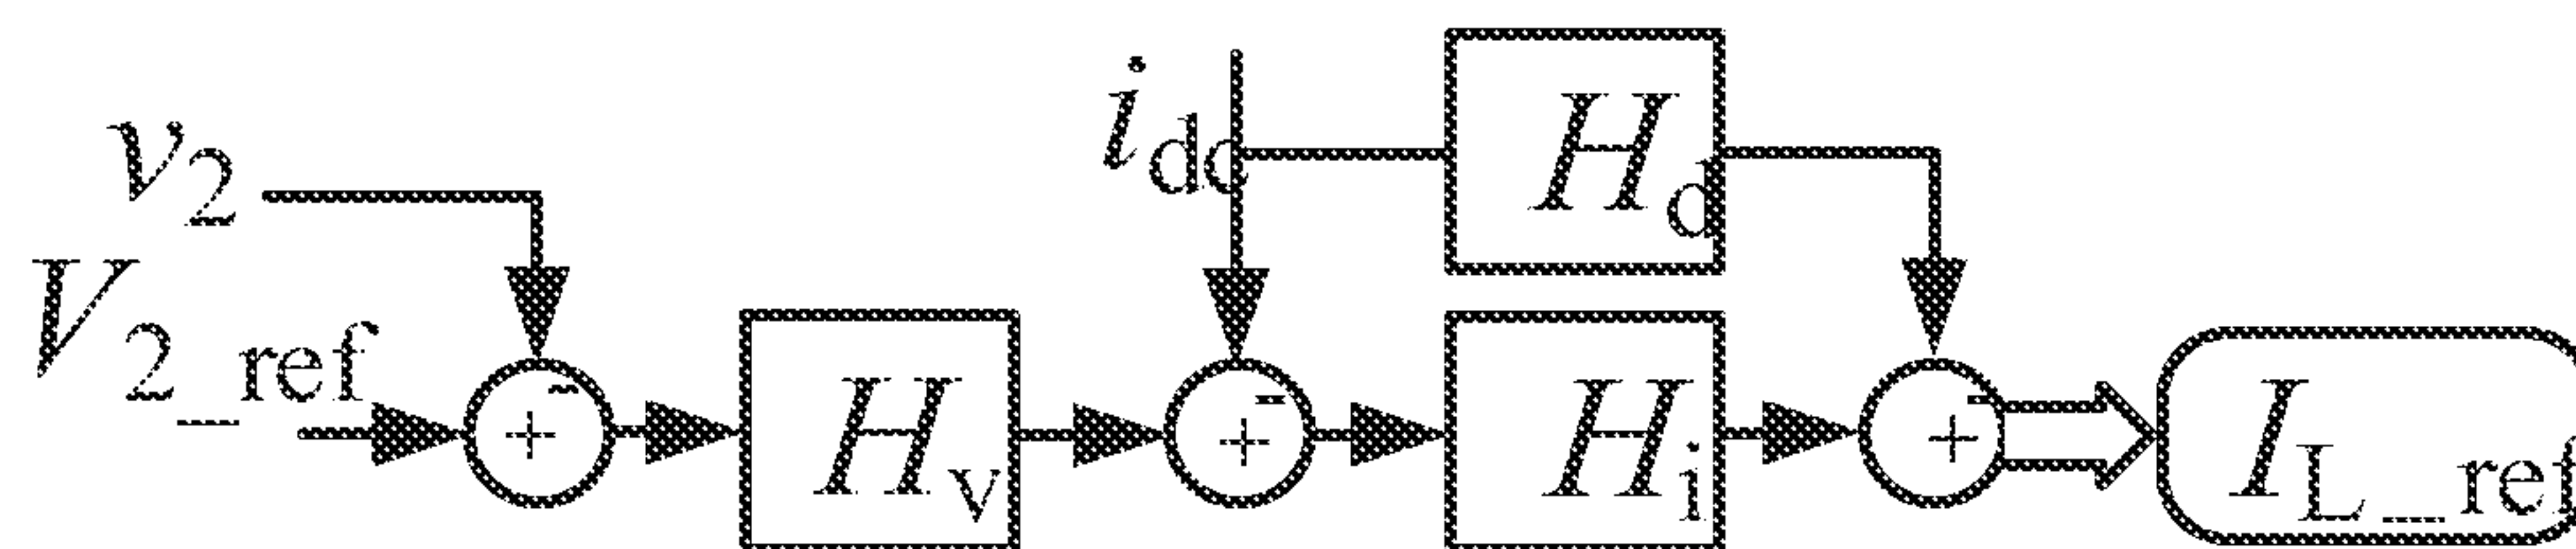 v2
V2_ref
-
+
Hv
idc
-
+
Hd
Hi
-
+
IL_ref